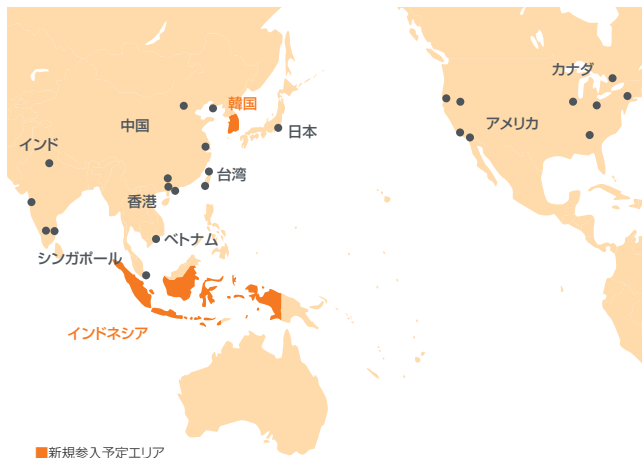 カナダ
韓国
中国
アメリカ
日本
インド
台湾
香港
ベトナム
シンガポール
インドネシア
■新規参入予定エリア